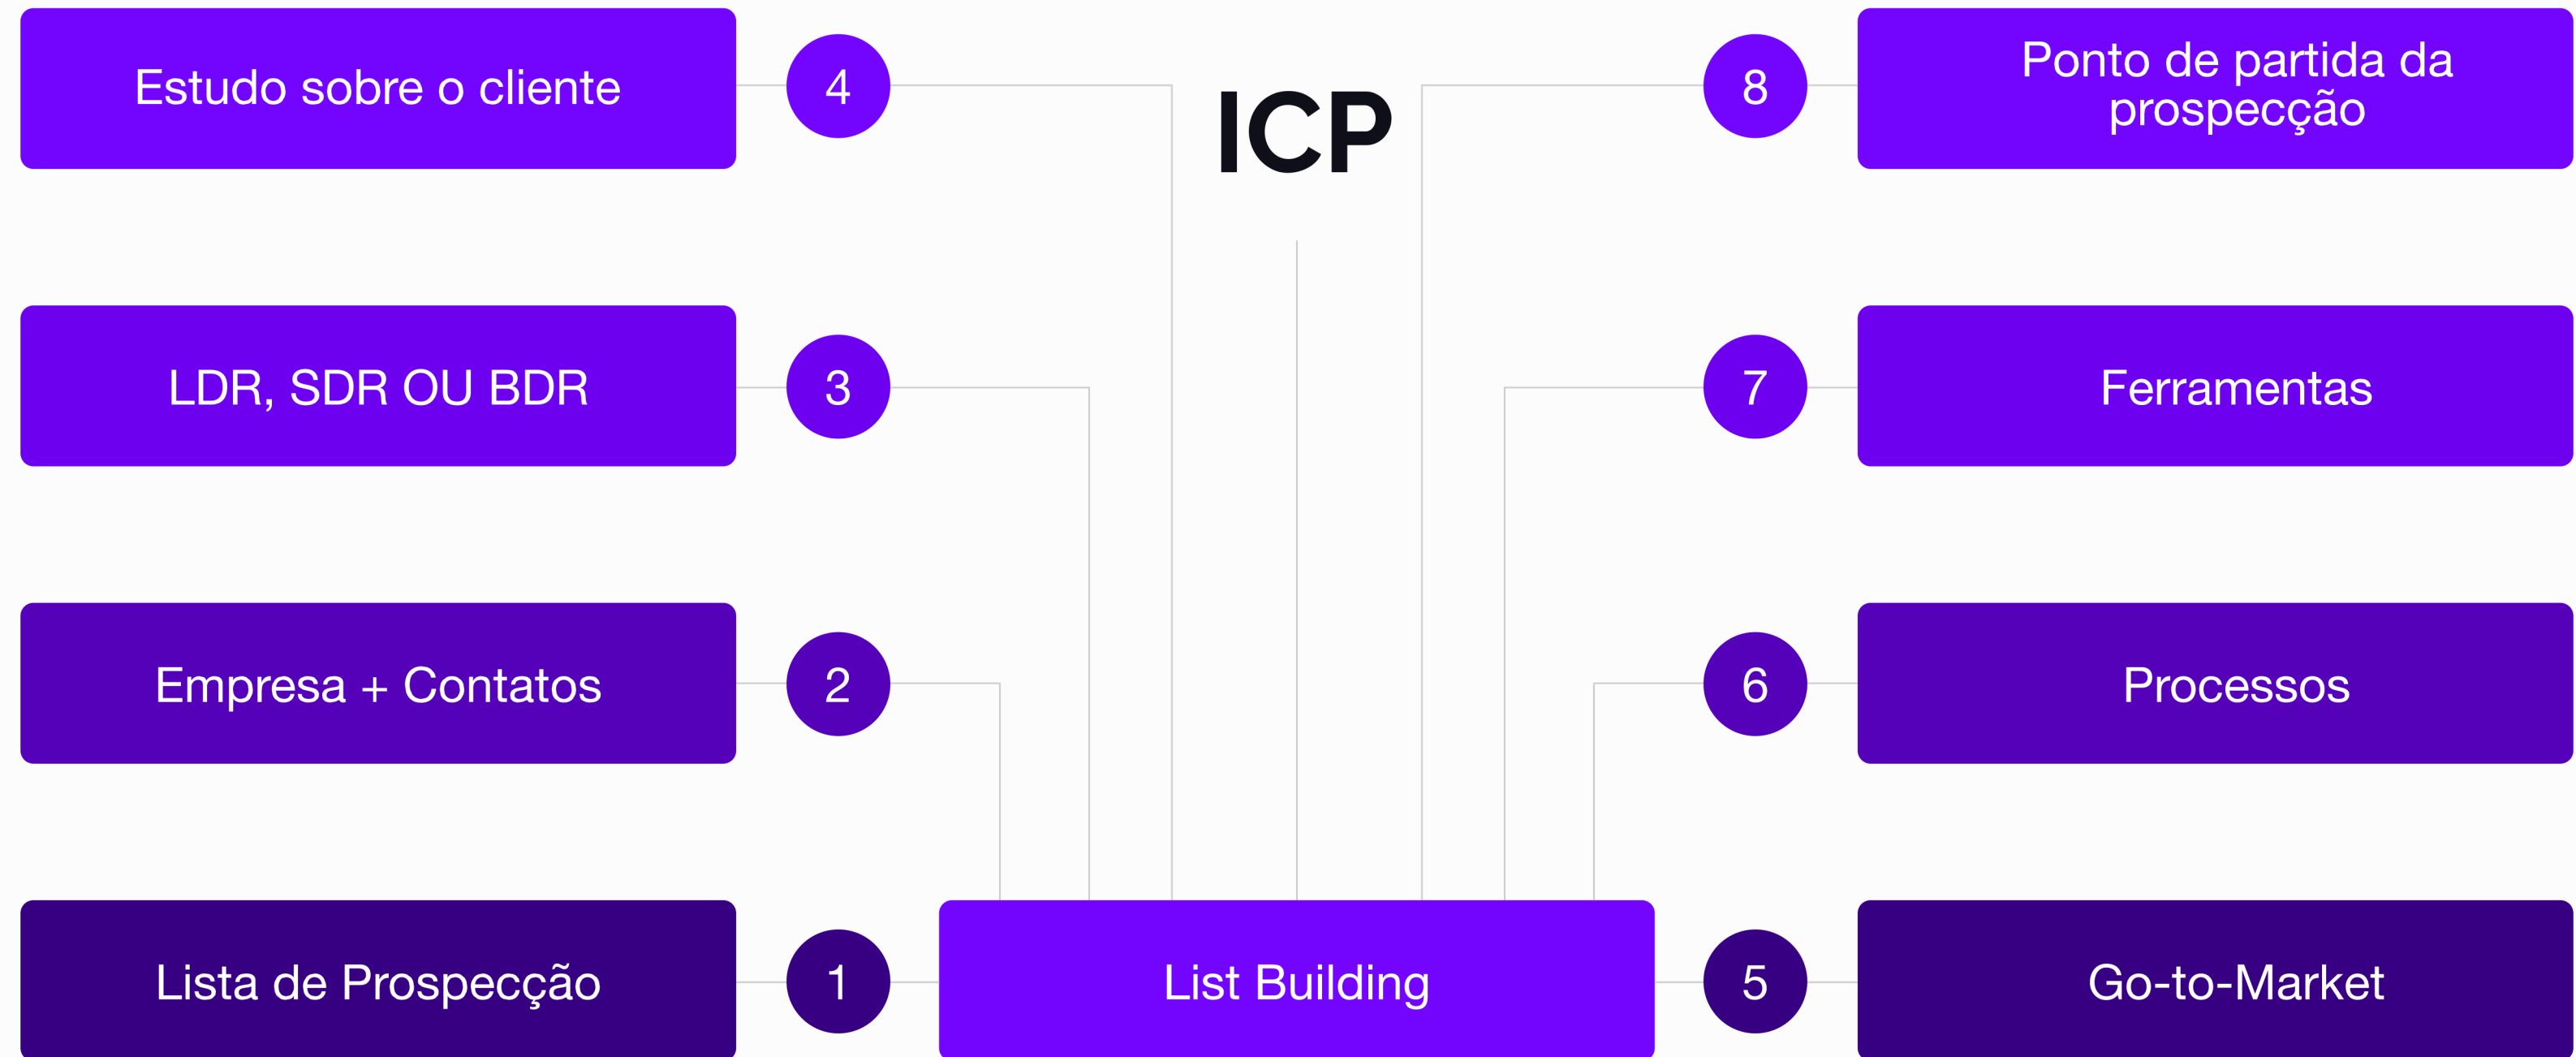 Estudo sobre o cliente
4
ICP
8
Ponto de partida da
prospecção
LDR, SDR OU BDR
3
7
Ferramentas
Empresa + Contatos
2
6
Processos
Lista de Prospecção
1
List Building
5
Go-to-Market